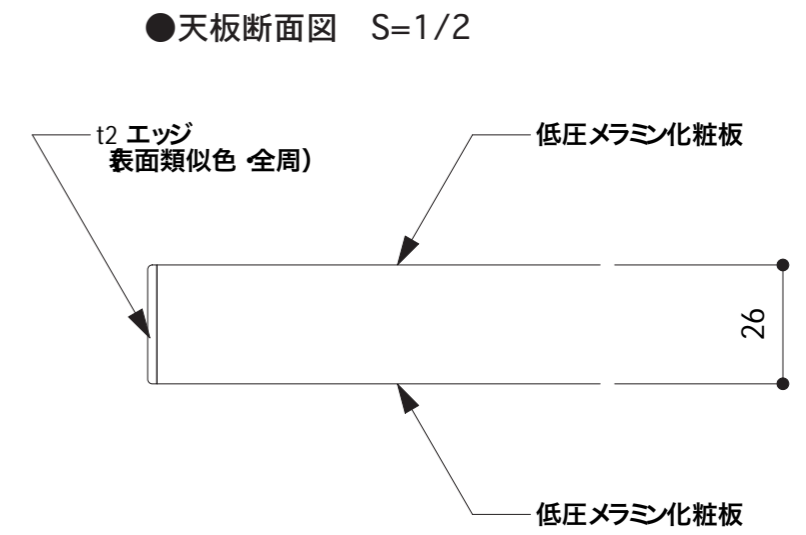 ●天板断面図　S=1/2
t2 エッジ
(表面類似色・全周)
低圧メラミン化粧板
26
低圧メラミン化粧板